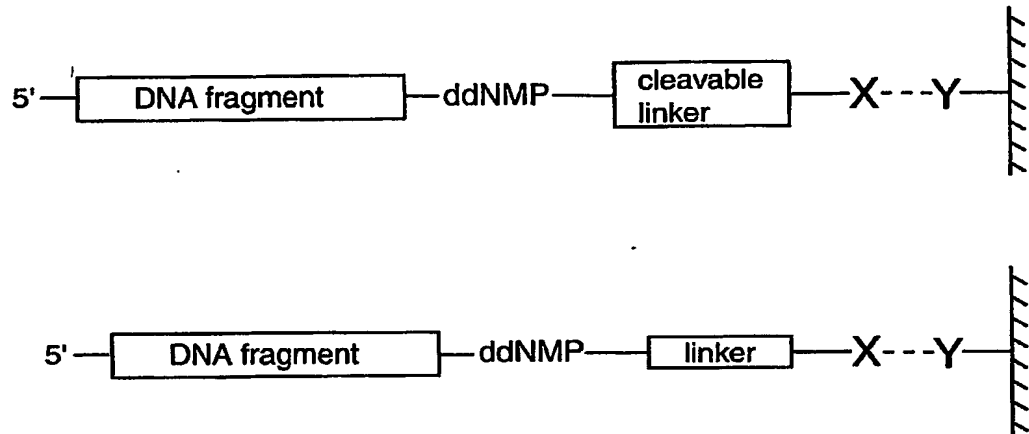 5' DNA fragment ddNMP cleavable linker X---Y
5' DNA fragment ddNMP linker X---Y